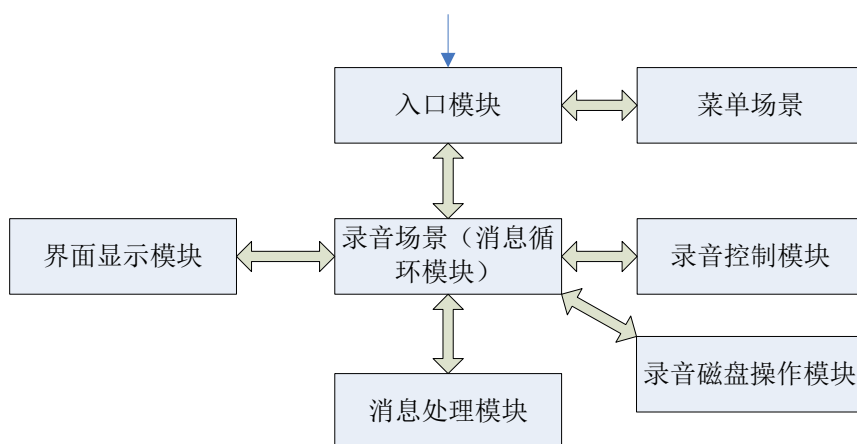 入口模块
菜单场景
界面显示模块
录音场景（消息循
环模块）
录音控制模块
录音磁盘操作模块
消息处理模块